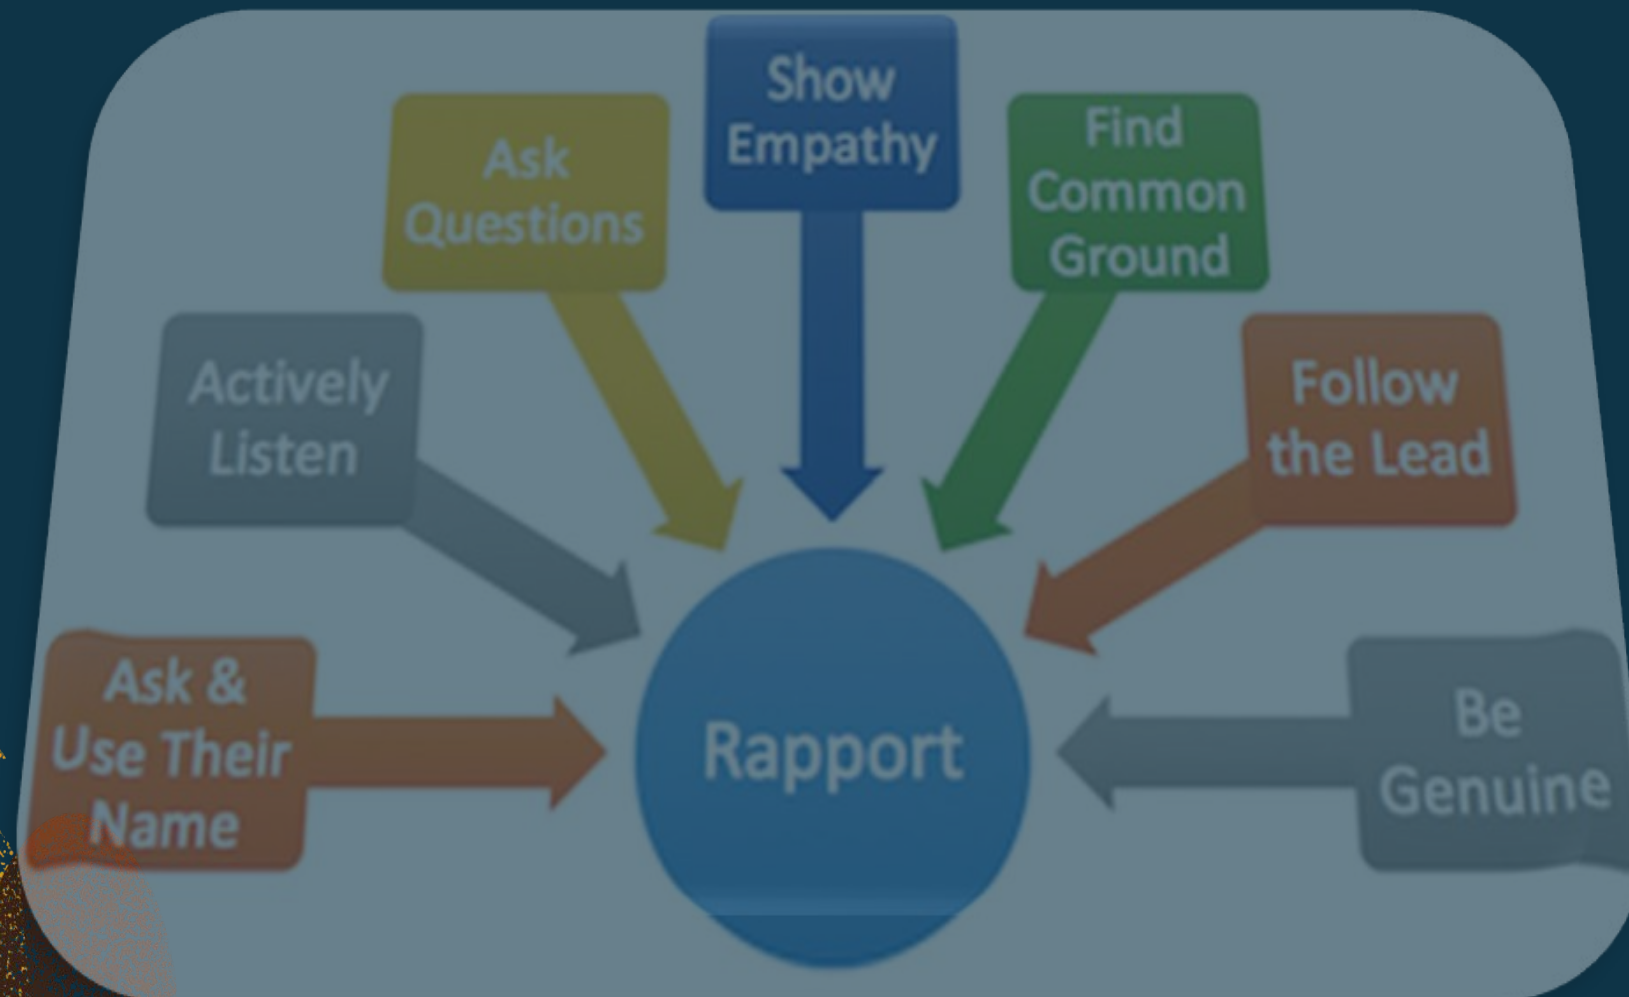 Show
Empathy
Ask
Questions
Find
Common
Ground
Actively
Listen
Follow
the Lead
Ask &
Use Their
Name
Rapport
Be
Genuine